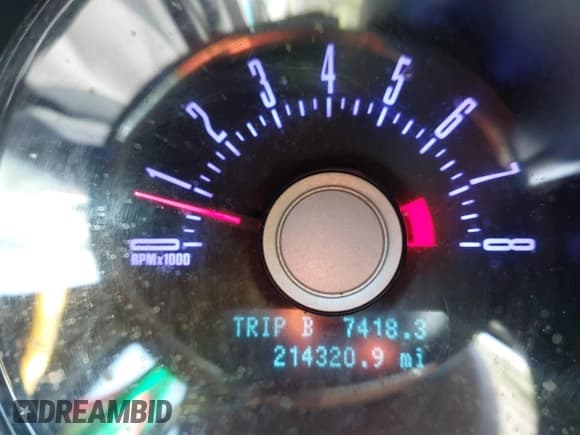 0 1 2 3 4 5 6 7 8
RPMx1000
TRIP B 7418.3
214320.9 mi
DREAMBID